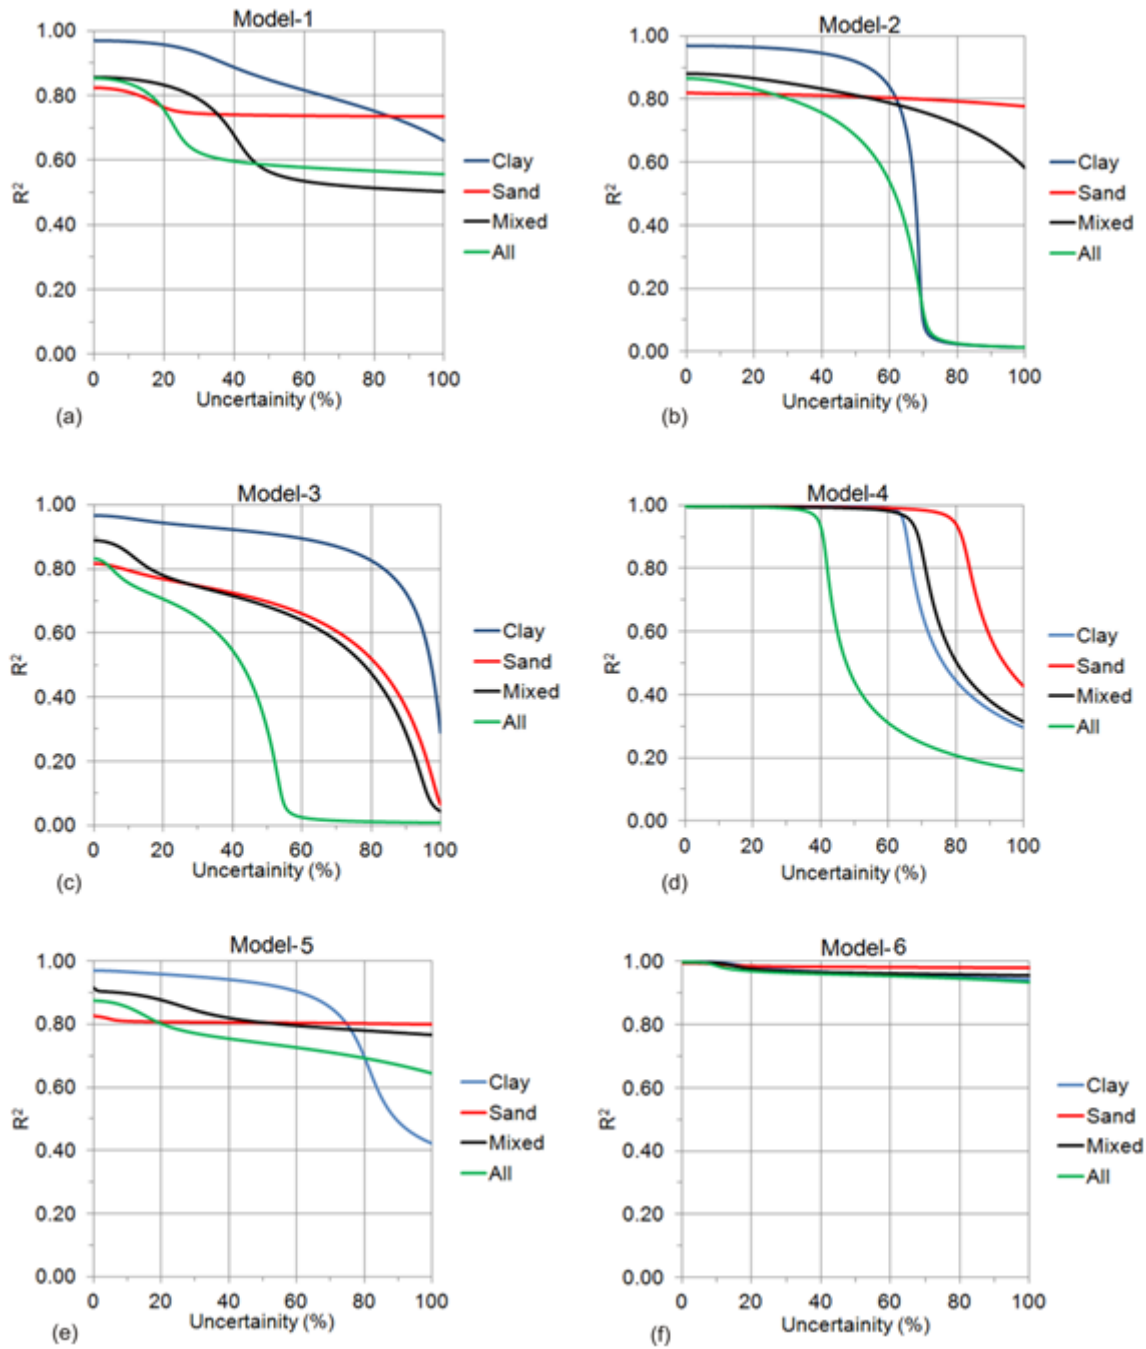 Model-1
1.00
0.80
0.60
0.40
0.20
0.00
R²
0 20 40 60 80 100
Uncertainity (%)
Clay
Sand
Mixed
All
(a)
Model-2
1.00
0.80
0.60
0.40
0.20
0.00
R²
0 20 40 60 80 100
Uncertainity (%)
Clay
Sand
Mixed
All
(b)
Model-3
1.00
0.80
0.60
0.40
0.20
0.00
R²
0 20 40 60 80 100
Uncertainity (%)
Clay
Sand
Mixed
All
(c)
Model-4
1.00
0.80
0.60
0.40
0.20
0.00
R²
0 20 40 60 80 100
Uncertainity (%)
Clay
Sand
Mixed
All
(d)
Model-5
1.00
0.80
0.60
0.40
0.20
0.00
R²
0 20 40 60 80 100
Uncertainity (%)
Clay
Sand
Mixed
All
(e)
Model-6
1.00
0.80
0.60
0.40
0.20
0.00
R²
0 20 40 60 80 100
Uncertainity (%)
Clay
Sand
Mixed
All
(f)